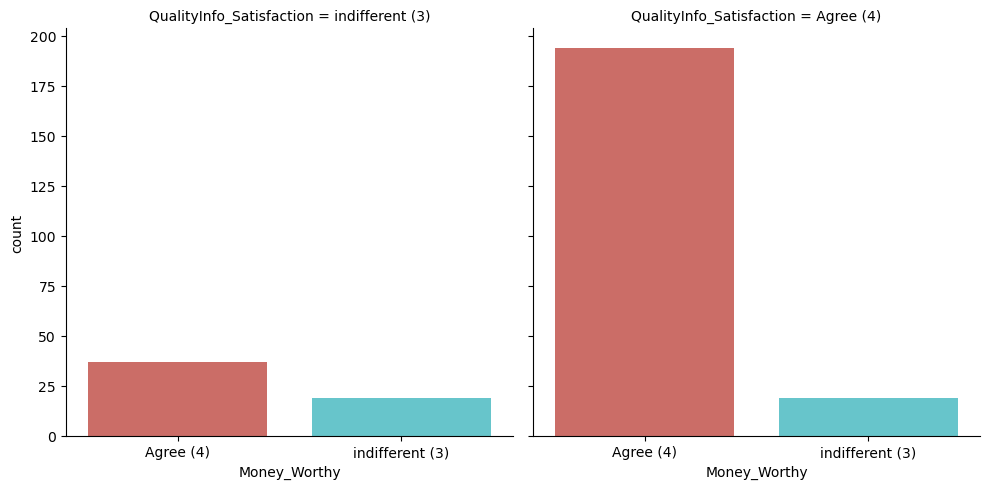 QualityInfo_Satisfaction = indifferent (3)
QualityInfo_Satisfaction = Agree (4)
200
175
150
125
100
75
50
25
0
count
Agree (4)
indifferent (3)
Money_Worthy
Agree (4)
indifferent (3)
Money_Worthy